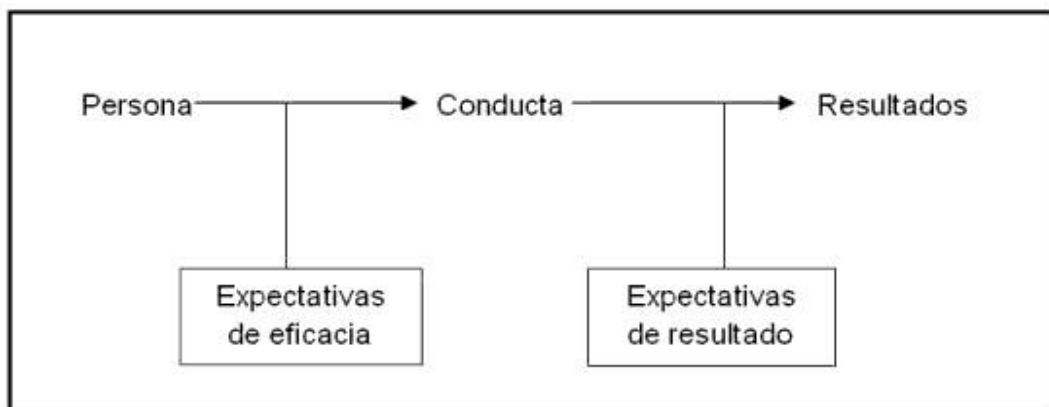 Persona
Conducta
Resultados
Expectativas
de eficacia
Expectativas
de resultado